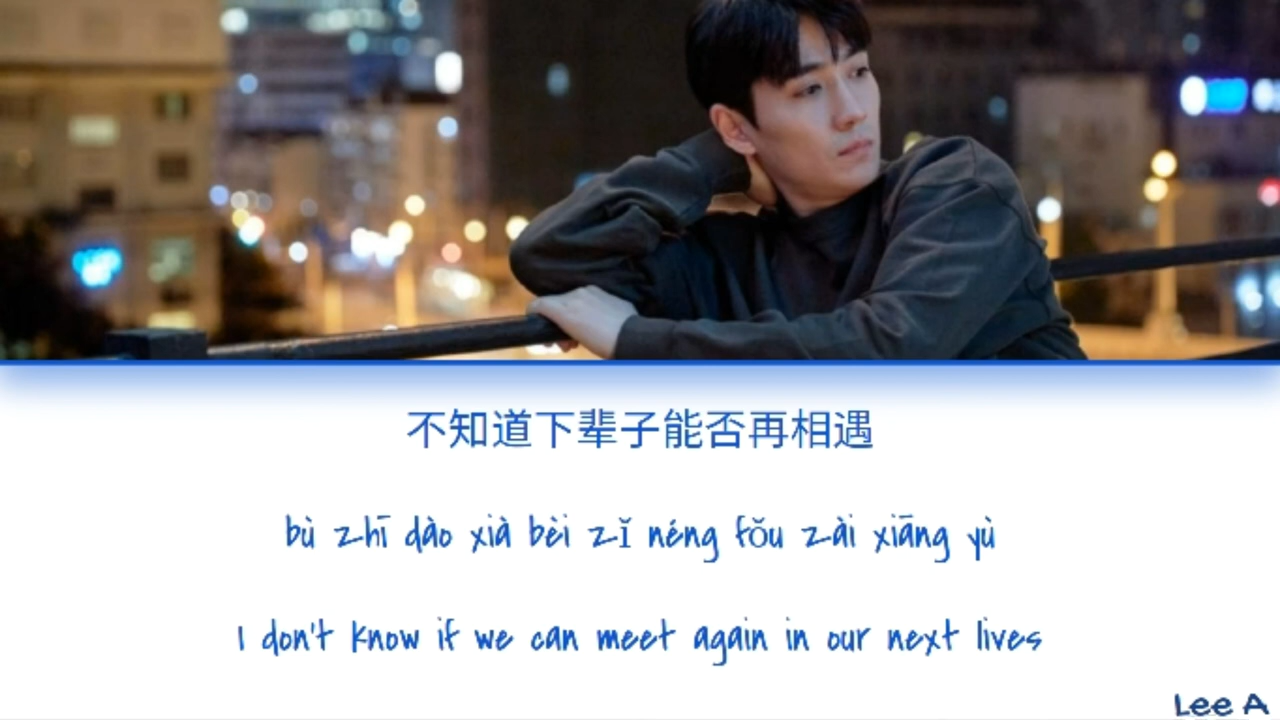 不知道下辈子能否再相遇
bù zhī dào xià bèi zǐ néng fǒu zài xiāng yù
I don't know if we can meet again in our next lives
Lee A